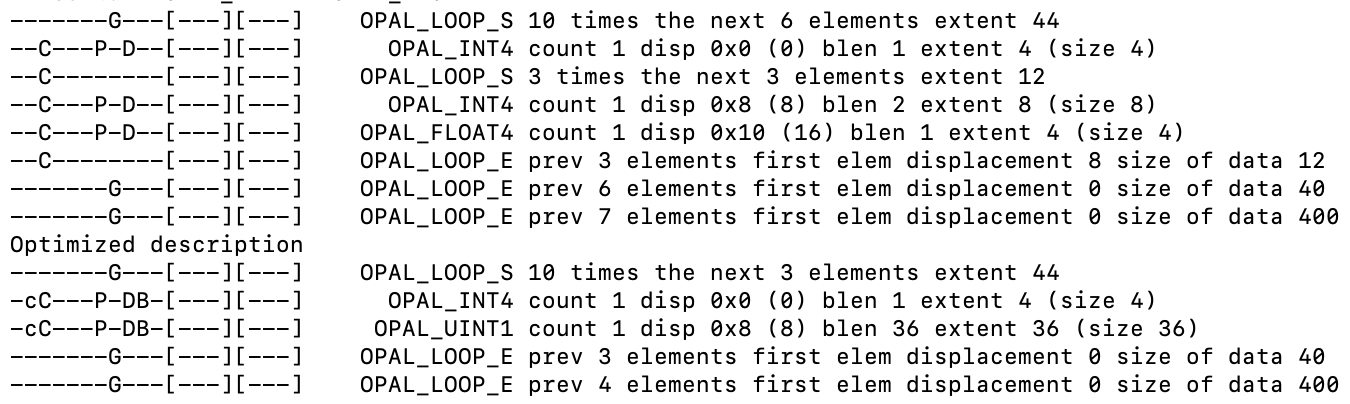 -------G---[---][---]    OPAL_LOOP_S 10 times the next 6 elements extent 44
--C---P-D--[---][---]      OPAL_INT4 count 1 disp 0x0 (0) blen 1 extent 4 (size 4)
--C--------[---][---]    OPAL_LOOP_S 3 times the next 3 elements extent 12
--C---P-D--[---][---]      OPAL_INT4 count 1 disp 0x8 (8) blen 2 extent 8 (size 8)
--C---P-D--[---][---]    OPAL_FLOAT4 count 1 disp 0x10 (16) blen 1 extent 4 (size 4)
--C--------[---][---]    OPAL_LOOP_E prev 3 elements first elem displacement 8 size of data 12
-------G---[---][---]    OPAL_LOOP_E prev 6 elements first elem displacement 0 size of data 40
-------G---[---][---]    OPAL_LOOP_E prev 7 elements first elem displacement 0 size of data 400
Optimized description
-------G---[---][---]    OPAL_LOOP_S 10 times the next 3 elements extent 44
-cC---P-DB-[---][---]      OPAL_INT4 count 1 disp 0x0 (0) blen 1 extent 4 (size 4)
-cC---P-DB-[---][---]     OPAL_UINT1 count 1 disp 0x8 (8) blen 36 extent 36 (size 36)
-------G---[---][---]    OPAL_LOOP_E prev 3 elements first elem displacement 0 size of data 40
-------G---[---][---]    OPAL_LOOP_E prev 4 elements first elem displacement 0 size of data 400